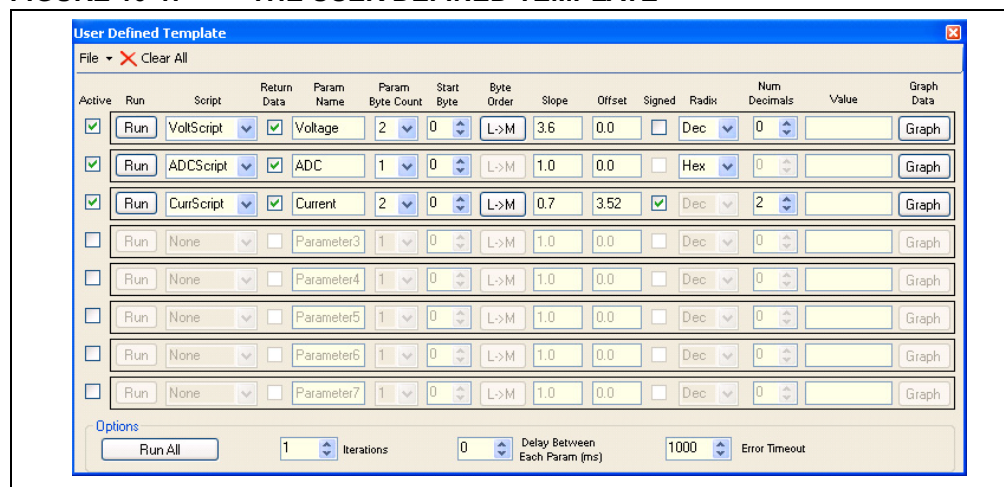 User Defined Template
File Clear All
Active Run Script Return Data Param Name Param Byte Count Start Byte Byte Order Slope Offset Signed Radix Num Decimals Value Graph Data
Run VoltScript Voltage 2 0 L->M 3.6 0.0 Dec 0 Graph
Run ADCScript ADC 1 0 L->M 1.0 0.0 Hex 0 Graph
Run CurrScript Current 2 0 L->M 0.7 3.52 Dec 2 Graph
Run None Parameter3 1 0 L->M 1.0 0.0 Dec 0 Graph
Run None Parameter4 1 0 L->M 1.0 0.0 Dec 0 Graph
Run None Parameter5 1 0 L->M 1.0 0.0 Dec 0 Graph
Run None Parameter6 1 0 L->M 1.0 0.0 Dec 0 Graph
Run None Parameter7 1 0 L->M 1.0 0.0 Dec 0 Graph
Options
Run All 1 Iterations 0 Delay Between Each Param (ms) 1000 Error Timeout